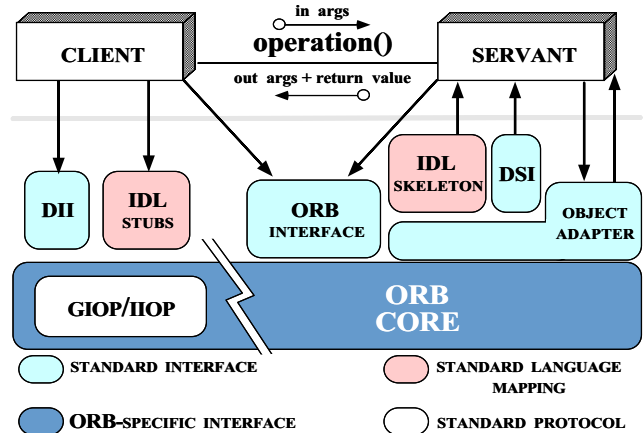 in args
operation()
out args + return value
CLIENT
SERVANT
DII
IDL
STUBS
ORB
INTERFACE
IDL
SKELETON
DSI
OBJECT
ADAPTER
GIOP/IIOP
ORB
CORE
STANDARD INTERFACE
STANDARD LANGUAGE
MAPPING
ORB-SPECIFIC INTERFACE
STANDARD PROTOCOL